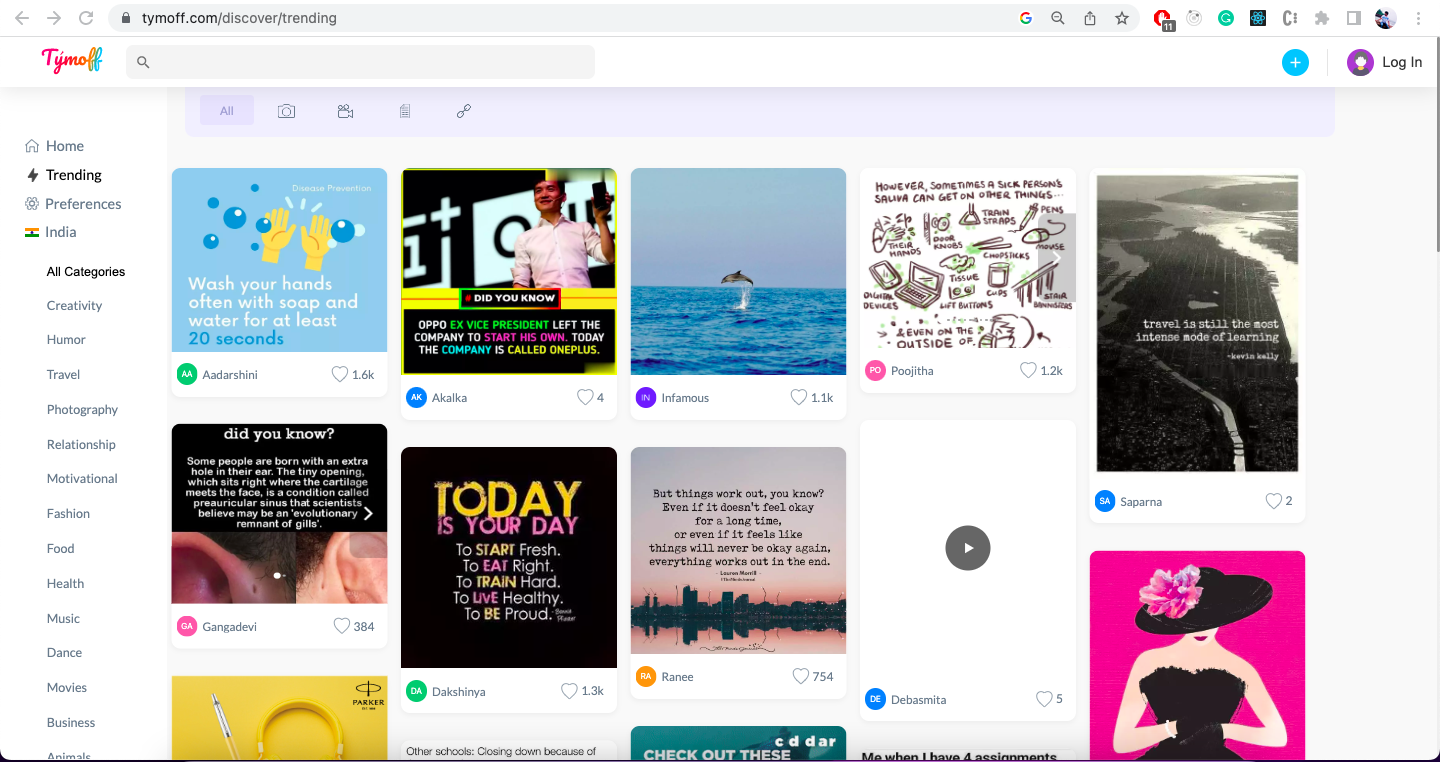 tymoff.com/discover/trending
11
Týmoff
Log In
All
Home
Trending
Preferences
India
All Categories
Creativity
Humor
Travel
Photography
Relationship
Motivational
Fashion
Food
Health
Music
Dance
Movies
Business
Animals
Disease Prevention
Wash your hands
often with soap and
water for at least
20 seconds
AA
Aadarshini
1.6k
did you know?
Some people are born with an extra
hole in their ear. The tiny opening,
which sits right where the cartilage
meets the face, is a condition called
preauricular sinus that scientists
believe may be an 'evolutionary
remnant of gills'.
GA
Gangadevi
384
PARKER
# DID YOU KNOW
OPPO EX VICE PRESIDENT LEFT THE
COMPANY TO START HIS OWN. TODAY
THE COMPANY IS CALLED ONEPLUS.
AK
Akalka
4
TODAY
IS YOUR DAY
To START Fresh.
To EAT Right.
To TRAiN Hard.
To LiVE Healthy.
To BE Proud.
DA
Dakshinya
1.3k
Other schools: Closing down because of
IN
Infamous
1.1k
But things work out, you know?
Even if it doesn't feel okay
for a long time,
or even if it feels like
things will never be okay again,
everything works out in the end.
- Lauren Morrill
RA
Ranee
754
cddar
CHECK OUT THESE
HOWEVER, SOMETIMES A SICK PERSON'S
SALIVA CAN GET ON OTHER THINGS...
TRAIN STRAPS
PENS
THEIR HANDS
DOOR KNOBS
MOUSE
CHOPSTICKS
TISSUE
DIGITAL DEVICES
LIFT BUTTONS
CUPS
STAIR
& EVEN ON THE
OUTSIDE OF.
PO
Poojitha
1.2k
DE
Debasmita
5
Me when I have 4 assignments
travel is still the most
intense mode of learning
-kevin kelly
SA
Saparna
2